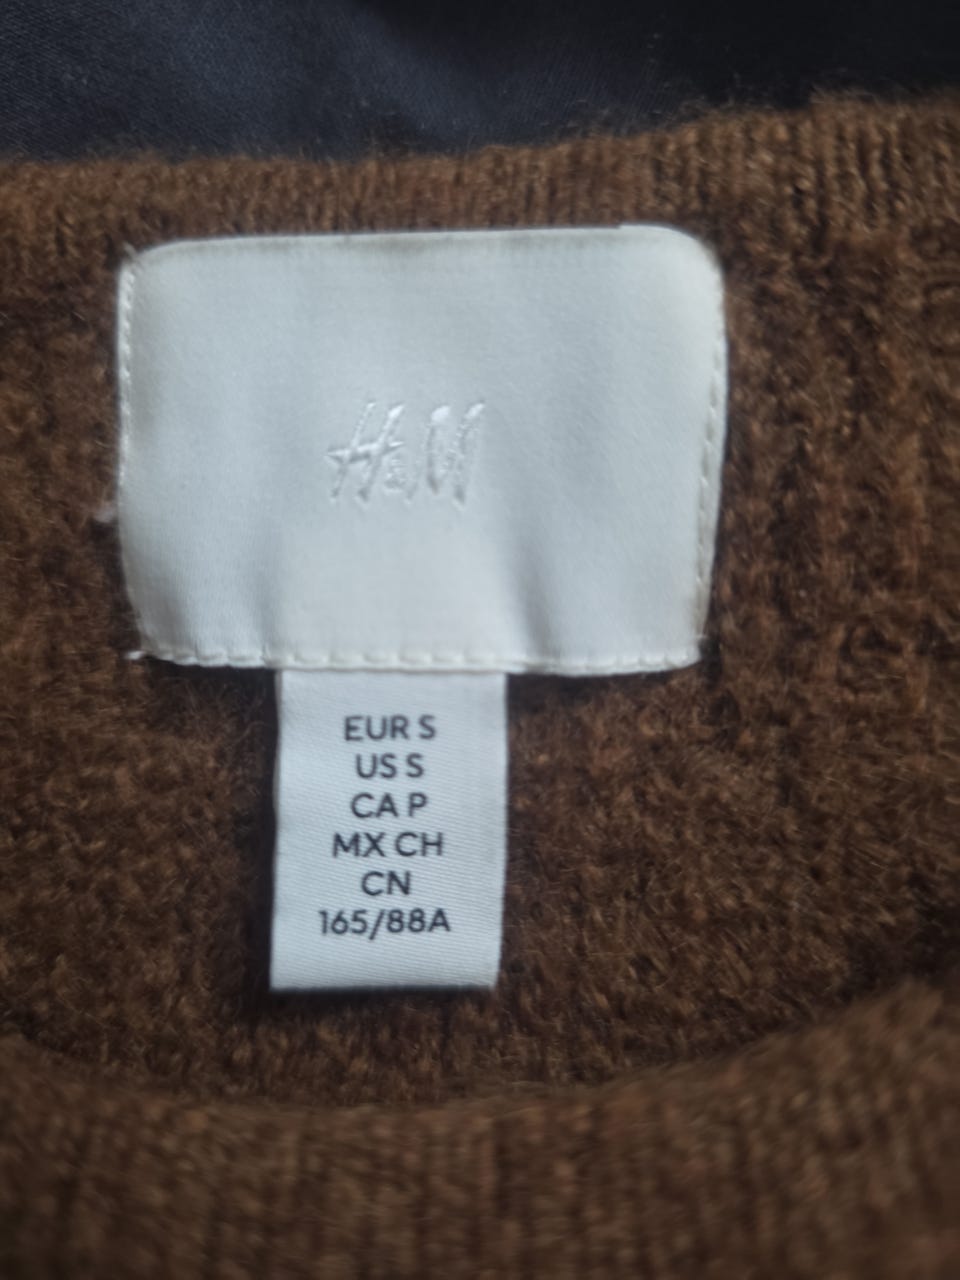 H&M
EUR S
US S
CA P
MX CH
CN
165/88A